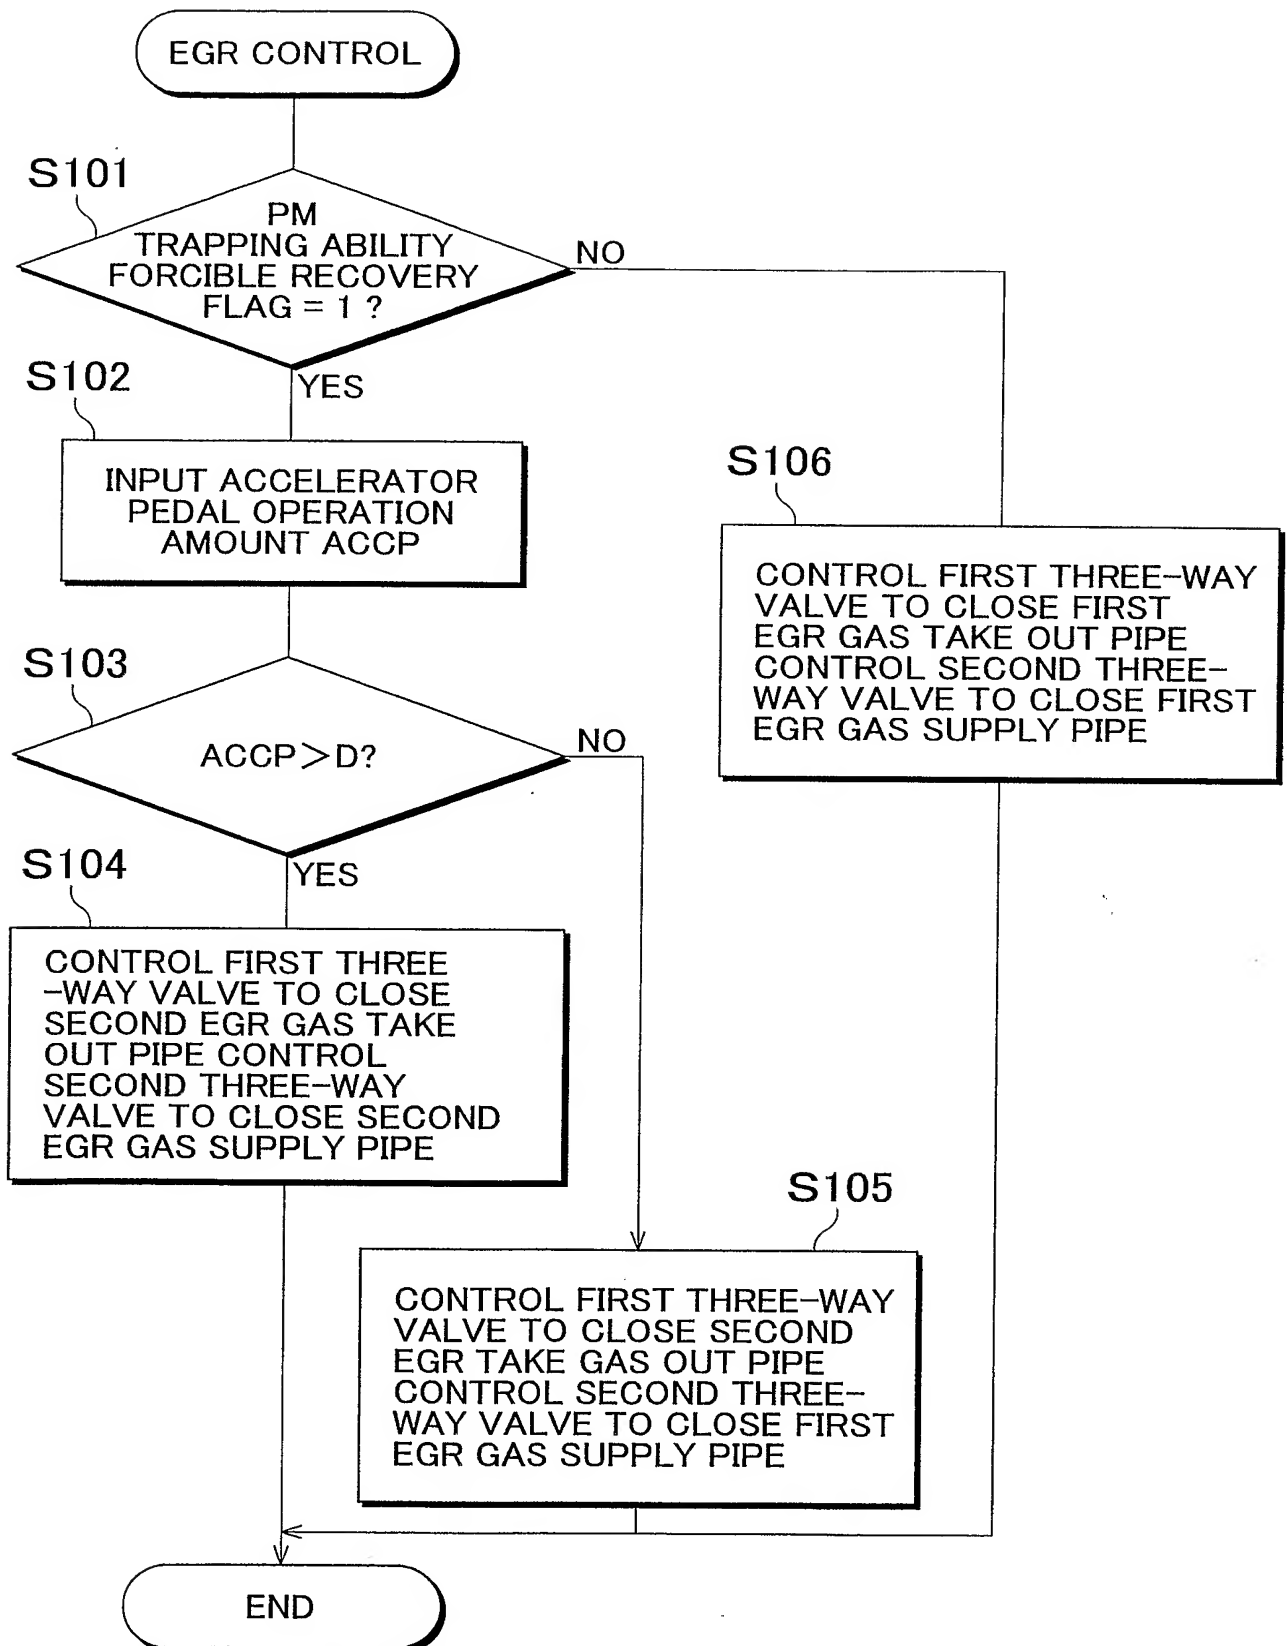 EGR CONTROL
S101
PM
TRAPPING ABILITY
FORCIBLE RECOVERY
FLAG = 1 ?
NO
YES
S102
INPUT ACCELERATOR
PEDAL OPERATION
AMOUNT ACCP
S106
CONTROL FIRST THREE-WAY
VALVE TO CLOSE FIRST
EGR GAS TAKE OUT PIPE
CONTROL SECOND THREE-
WAY VALVE TO CLOSE FIRST
EGR GAS SUPPLY PIPE
S103
ACCP>D?
NO
YES
S104
CONTROL FIRST THREE
-WAY VALVE TO CLOSE
SECOND EGR GAS TAKE
OUT PIPE CONTROL
SECOND THREE-WAY
VALVE TO CLOSE SECOND
EGR GAS SUPPLY PIPE
S105
CONTROL FIRST THREE-WAY
VALVE TO CLOSE SECOND
EGR TAKE GAS OUT PIPE
CONTROL SECOND THREE-
WAY VALVE TO CLOSE FIRST
EGR GAS SUPPLY PIPE
END